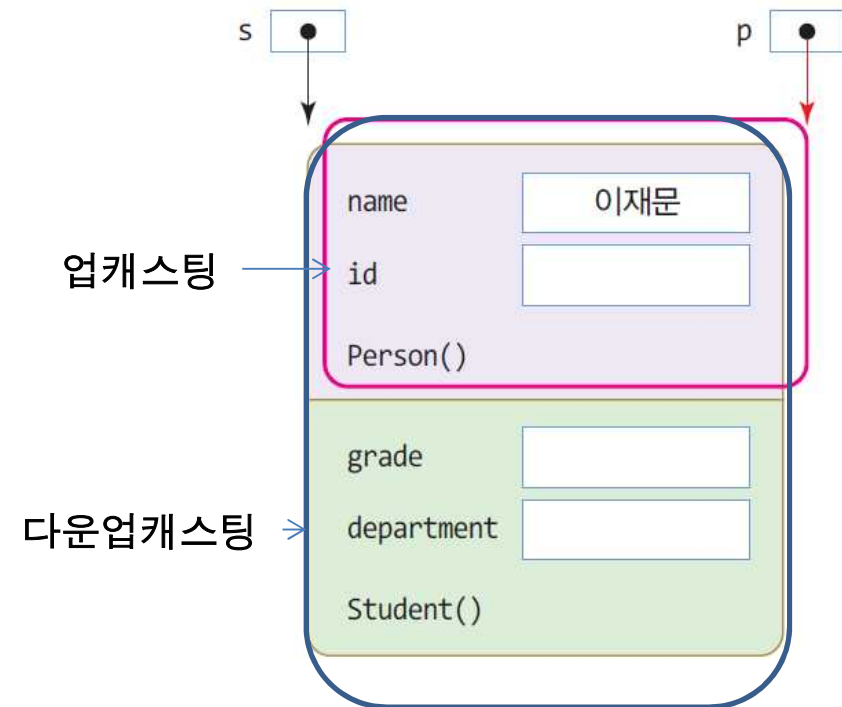 s
p
name
이재문
업캐스팅
id
Person()
grade
다운업캐스팅
department
Student()